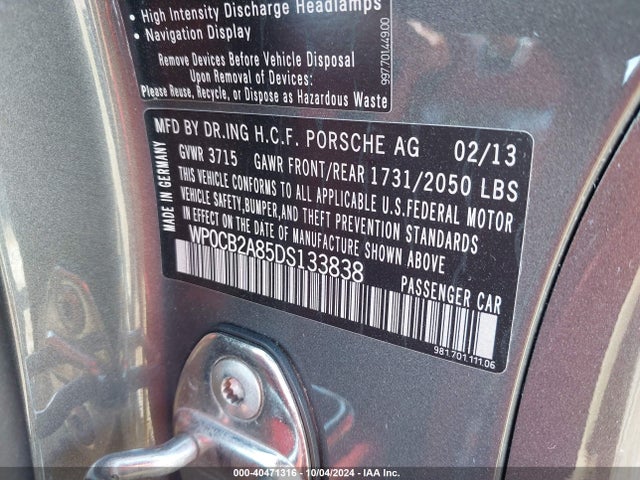 • High Intensity Discharge Headlamps
• Navigation Display
Remove Devices Before Vehicle Disposal
Upon Removal of Devices:
Please Reuse, Recycle, or Dispose as Hazardous Waste
997.701.449.00
MFD BY DR.ING H.C.F. PORSCHE AG 02/13
GVWR 3715 GAWR FRONT/REAR 1731/2050 LBS
THIS VEHICLE CONFORMS TO ALL APPLICABLE U.S.FEDERAL MOTOR
VEHICLE SAFETY,BUMPER,AND THEFT PREVENTION STANDARDS
IN EFFECT ON THE DATE OF MANUFACTURE SHOWN ABOVE
MADE IN GERMANY
WP0CB2A85DS133838
PASSENGER CAR
981.701.111.06
000-40471316 • 10/04/2024 • IAA Inc.